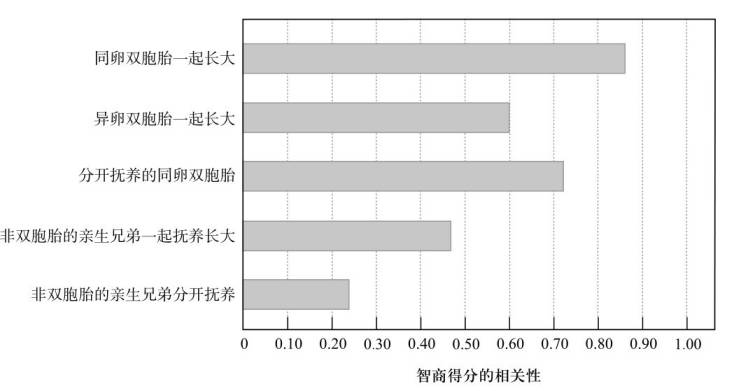 同卵双胞胎一起长大
异卵双胞胎一起长大
分开抚养的同卵双胞胎
非双胞胎的亲生兄弟一起抚养长大
非双胞胎的亲生兄弟分开抚养
0 0.10 0.20 0.30 0.40 0.50 0.60 0.70 0.80 0.90 1.00
智商得分的相关性